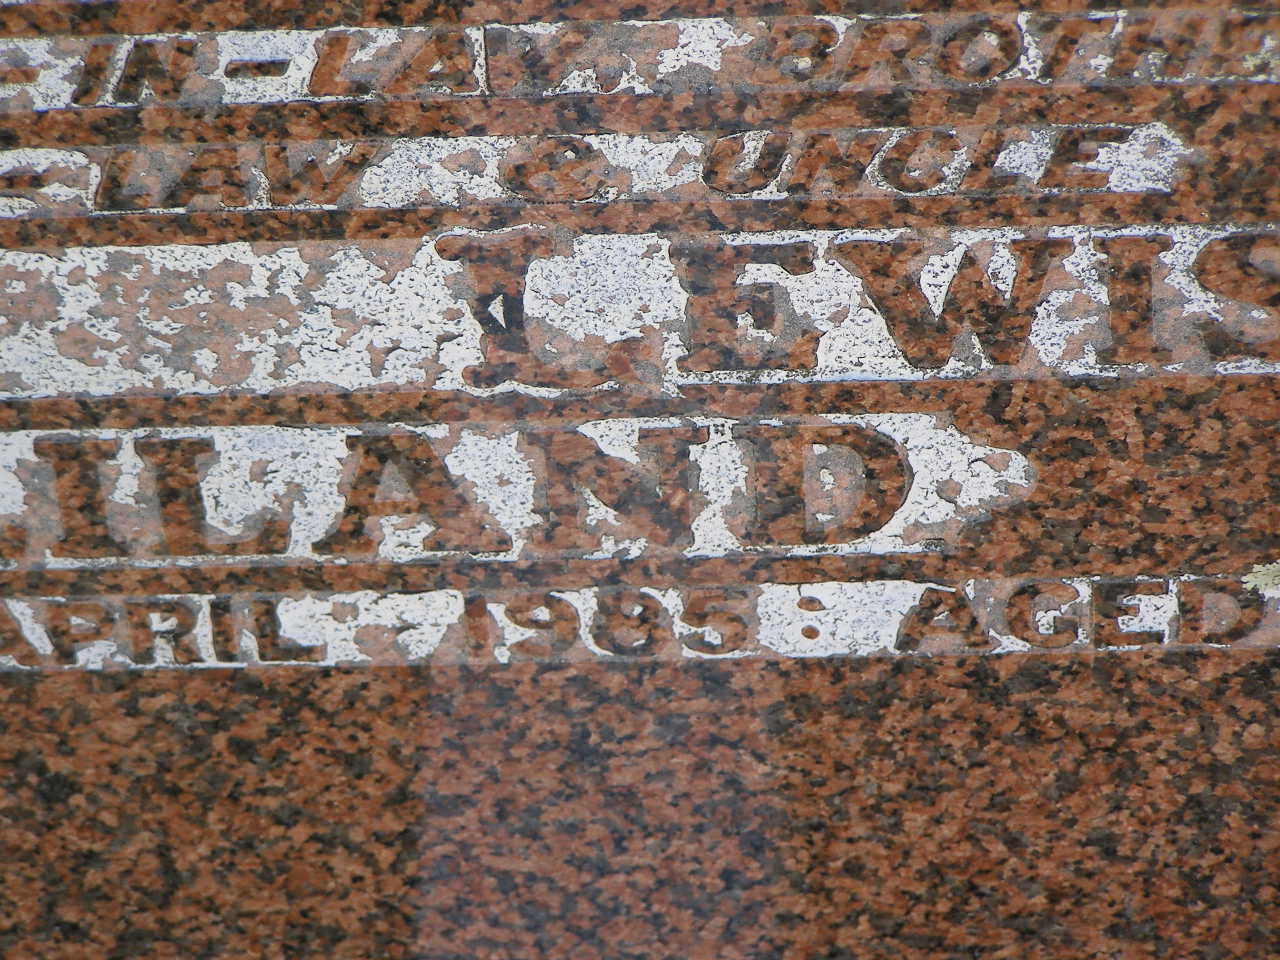 -IN-LAW, BROTHE
LAW & UNCLE
LEWIS
ILAND
APRIL 1985 AGED